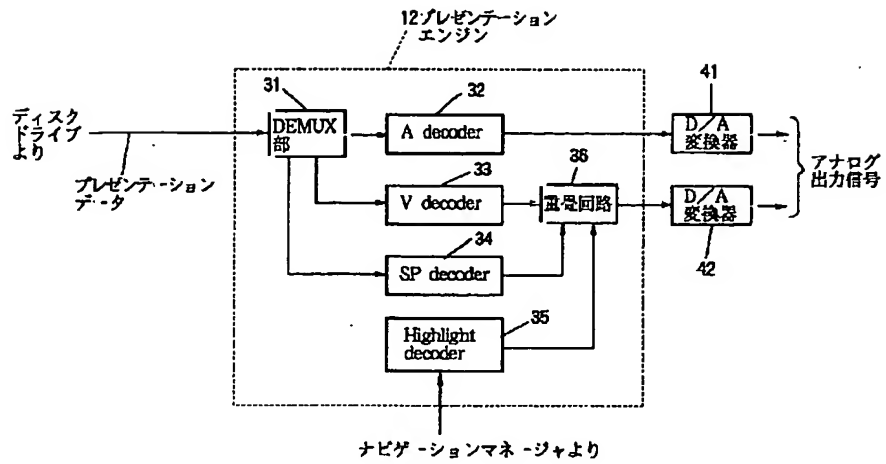 12プレゼンテーション
エンジン
31
32
41
ディスク
ドライブ
より
DEMUX
部
A decoder
D/A
変換器
プレゼンテーション
データ
33
36
アナログ
出力信号
V decoder
重畳回路
D/A
変換器
34
42
SP decoder
35
Highlight
decoder
ナビゲーションマネージャより